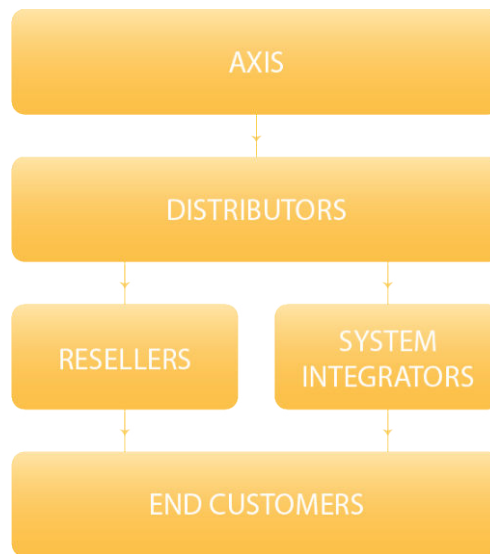 AXIS
DISTRIBUTORS
RESELLERS
SYSTEM
INTEGRATORS
END CUSTOMERS